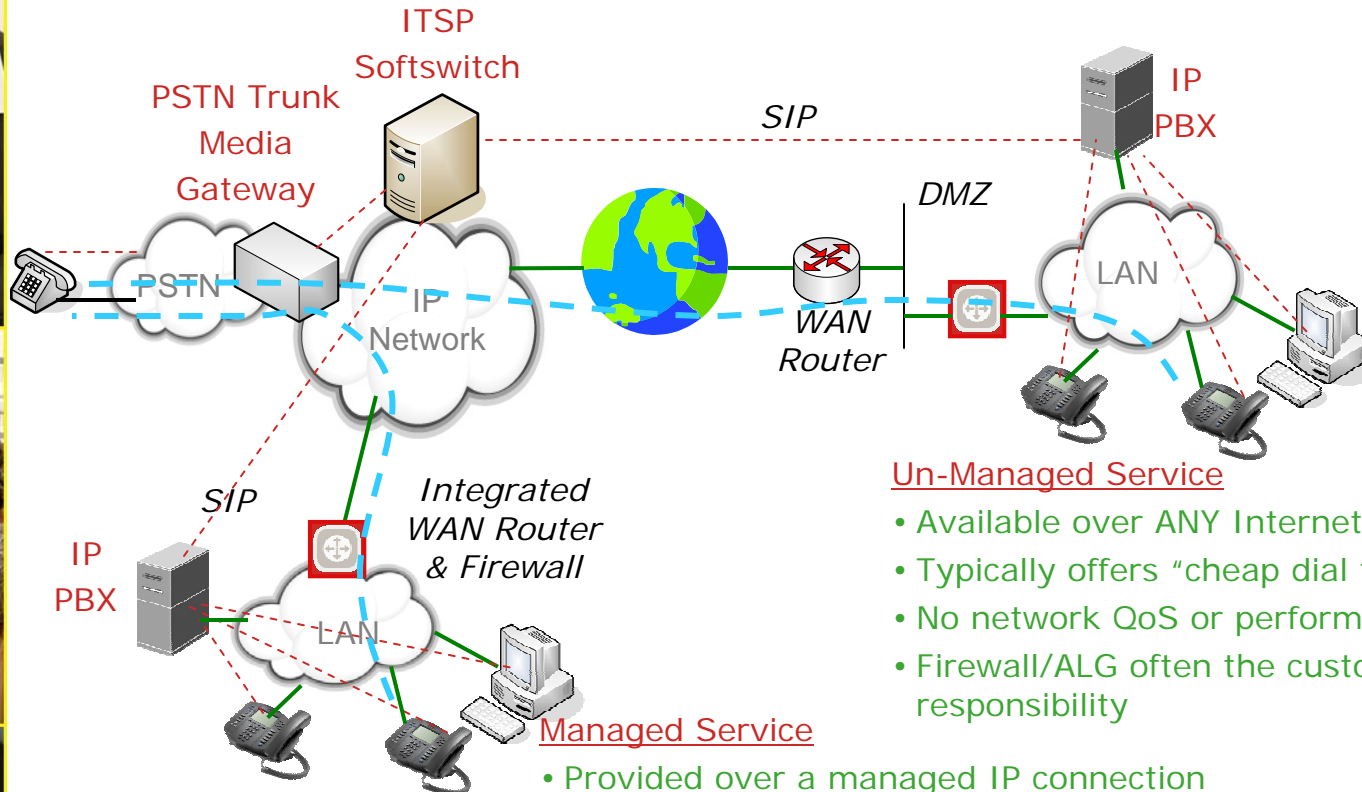 ITSP
Softswitch
PSTN Trunk
Media
Gateway
SIP
IP
PBX
DMZ
PSTN
IP
Network
LAN
WAN
Router
SIP
Integrated
WAN Router
& Firewall
IP
PBX
LAN
Un-Managed Service
• Available over ANY Internet
• Typically offers “cheap dial
• No network QoS or perform
• Firewall/ALG often the custo
responsibility
Managed Service
• Provided over a managed IP connection